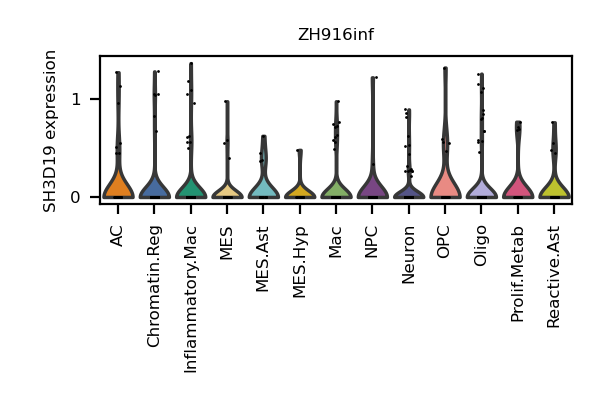 ZH916inf
SH3D19 expression
1
0
AC
Chromatin.Reg
Inflammatory.Mac
MES
MES.Ast
MES.Hyp
Mac
NPC
Neuron
OPC
Oligo
Prolif.Metab
Reactive.Ast